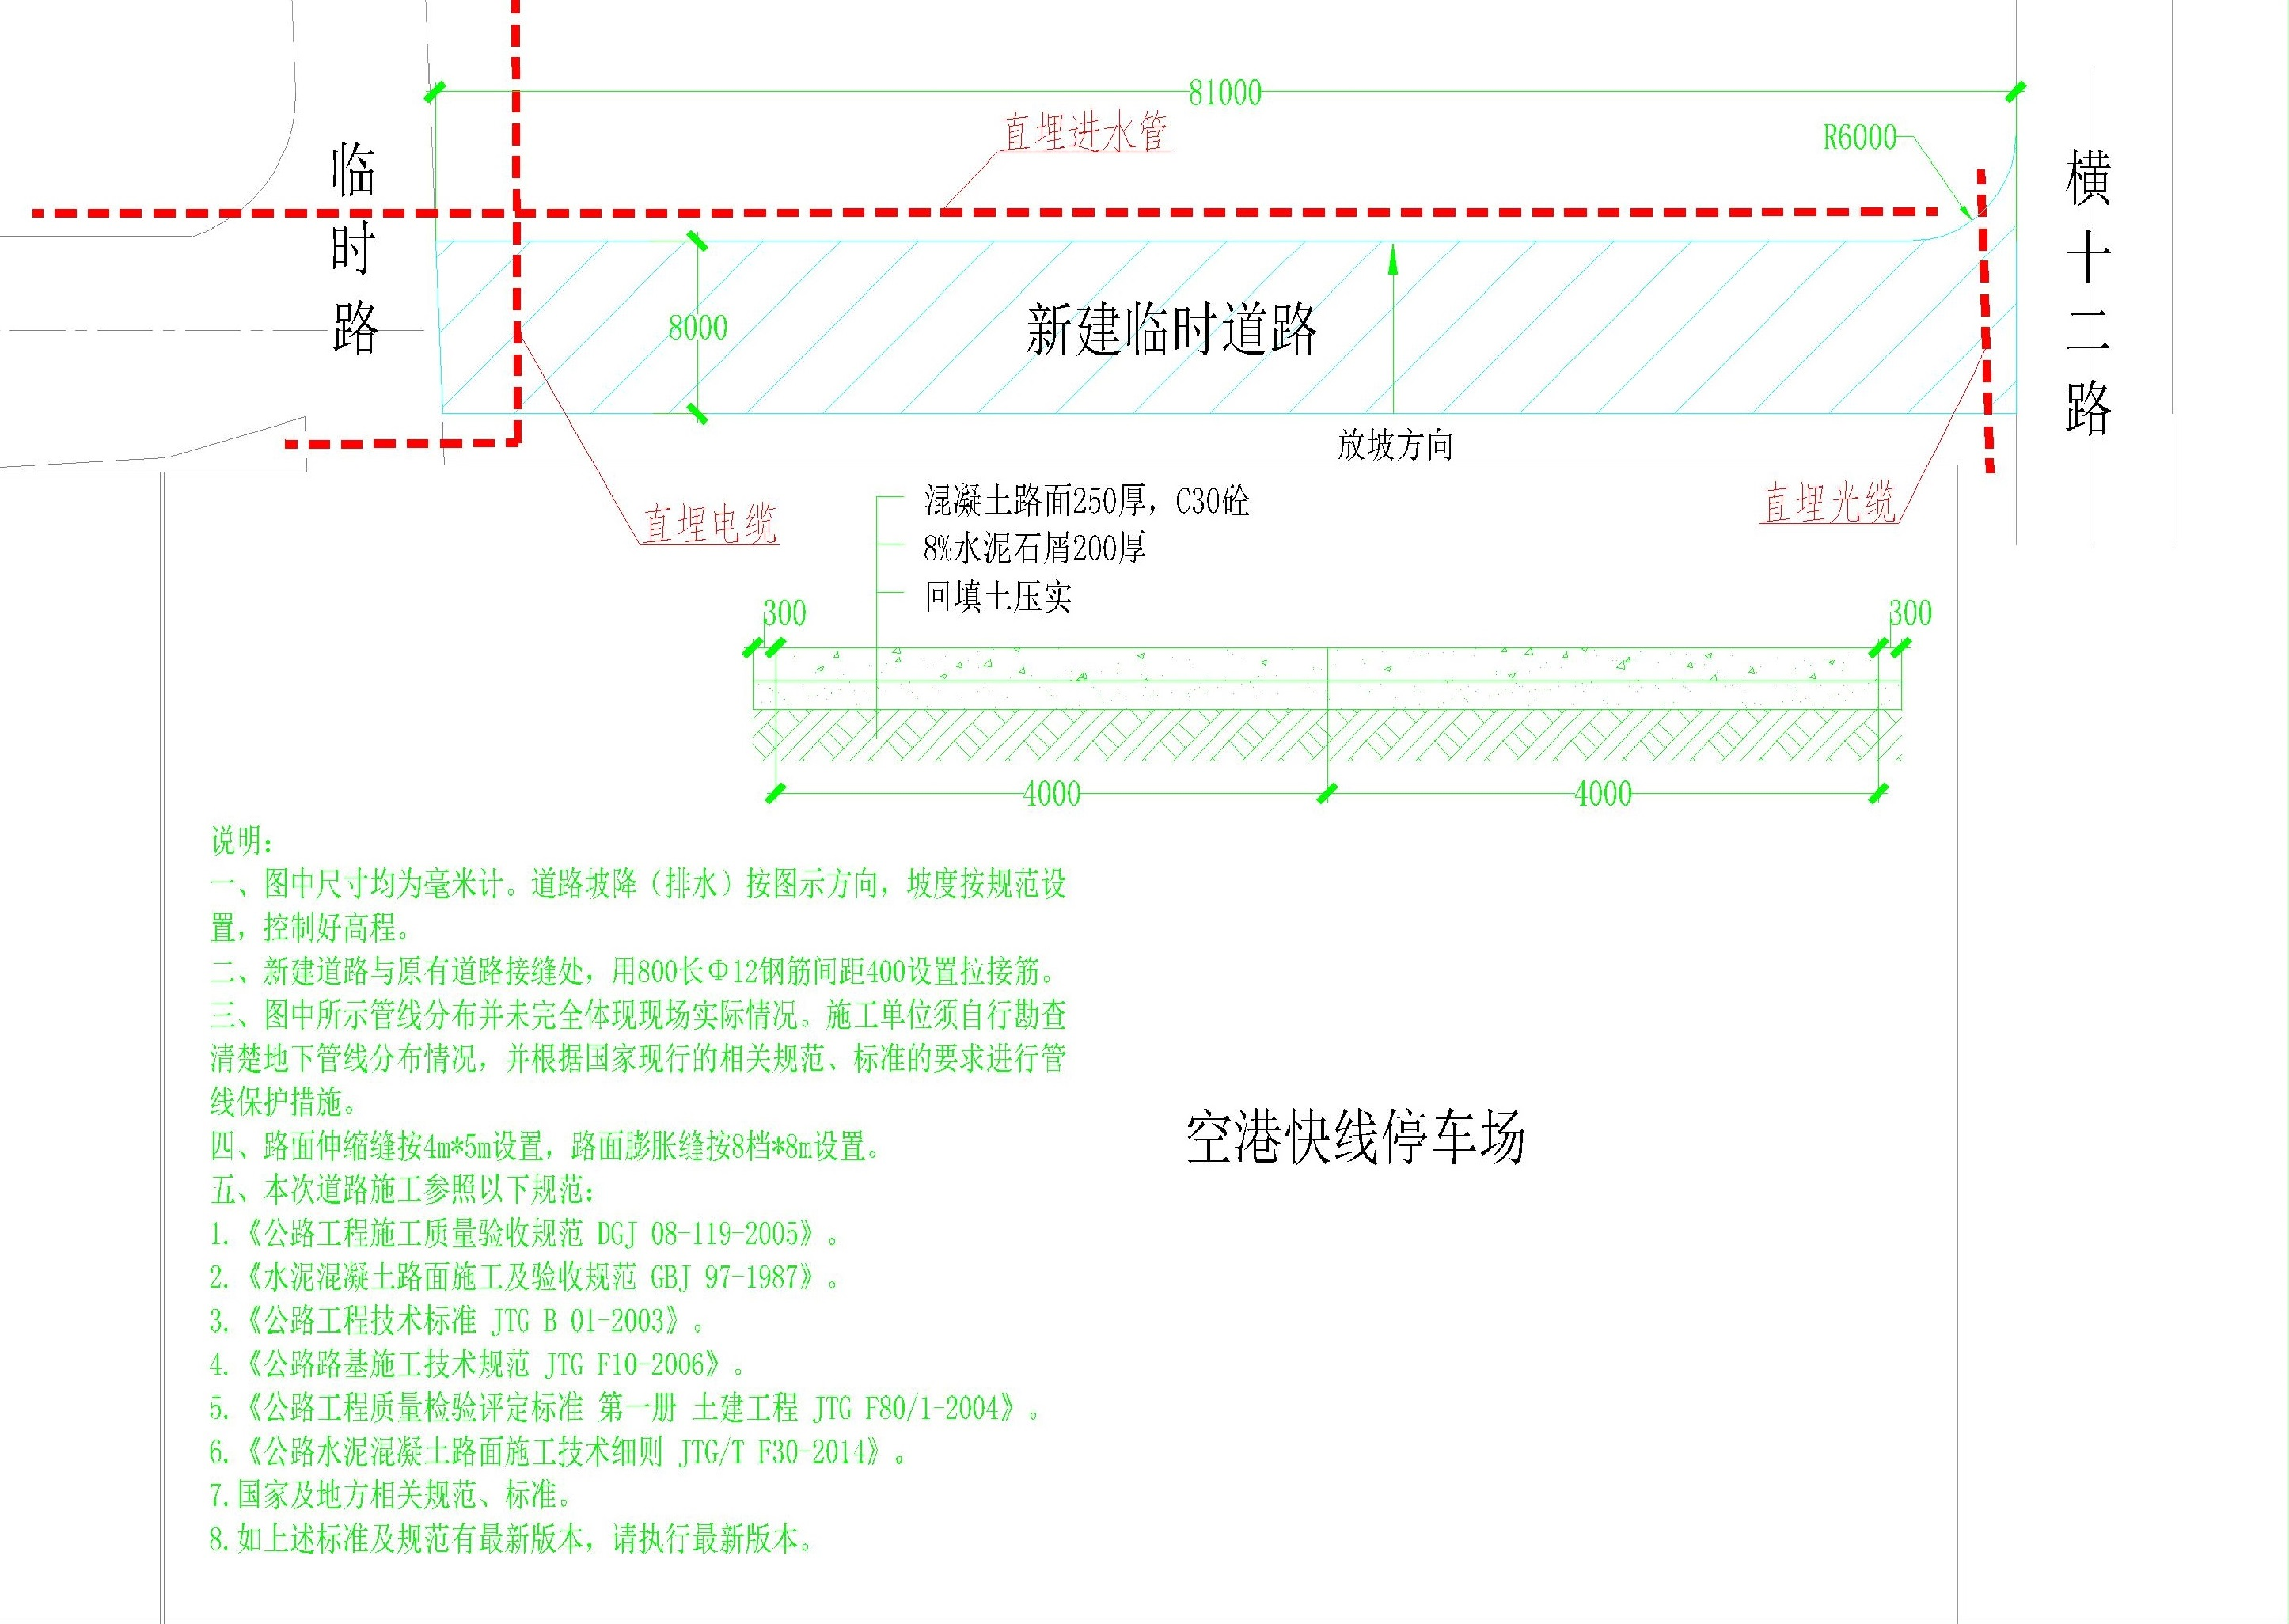 81000
直埋进水管
R6000
临时路
横十二路
8000
新建临时道路
放坡方向
直埋电缆
直埋光缆
混凝土路面250厚，C30砼
8%水泥石屑200厚
回填土压实
300
300
4000
4000
说明：
一、图中尺寸均为毫米计。道路坡降（排水）按图示方向，坡度按规范设
置，控制好高程。
二、新建道路与原有道路接缝处，用800长Φ12钢筋间距400设置拉接筋。
三、图中所示管线分布并未完全体现现场实际情况。施工单位须自行勘查
清楚地下管线分布情况，并根据国家现行的相关规范、标准的要求进行管
线保护措施。
四、路面伸缩缝按4m*5m设置，路面膨胀缝按8档*8m设置。
五、本次道路施工参照以下规范：
1.《公路工程施工质量验收规范 DGJ 08-119-2005》。
2.《水泥混凝土路面施工及验收规范 GBJ 97-1987》。
3.《公路工程技术标准 JTG B 01-2003》。
4.《公路路基施工技术规范 JTG F10-2006》。
5.《公路工程质量检验评定标准 第一册 土建工程 JTG F80/1-2004》。
6.《公路水泥混凝土路面施工技术细则 JTG/T F30-2014》。
7.国家及地方相关规范、标准。
8.如上述标准及规范有最新版本，请执行最新版本。
空港快线停车场